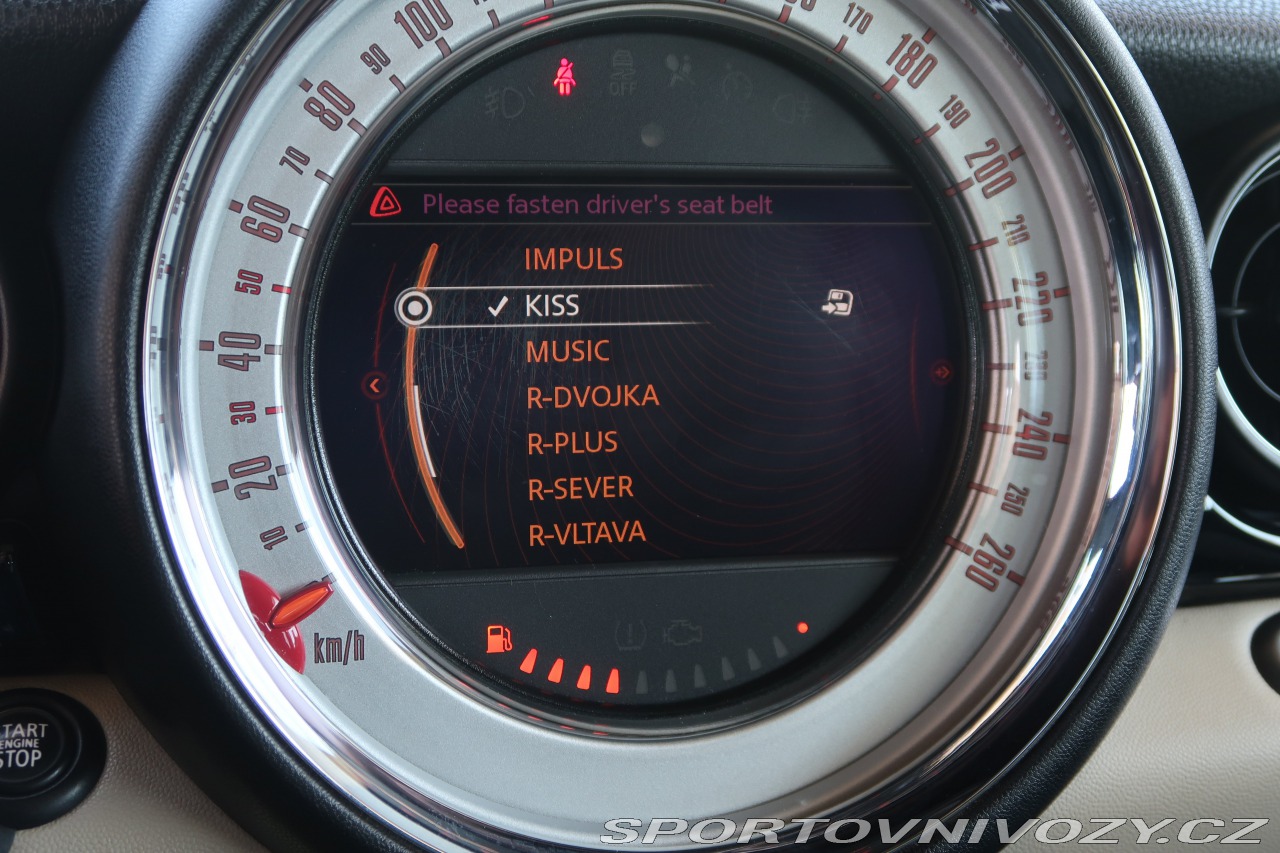 100
90
80
70
60
50
40
30
20
10
km/h
170
180
190
200
210
220
240
250
260
OFF
Please fasten driver's seat belt
IMPULS
KISS
MUSIC
R-DVOJKA
R-PLUS
R-SEVER
R-VLTAVA
START
ENGINE
STOP
SPORTOVNIVOZY.CZ